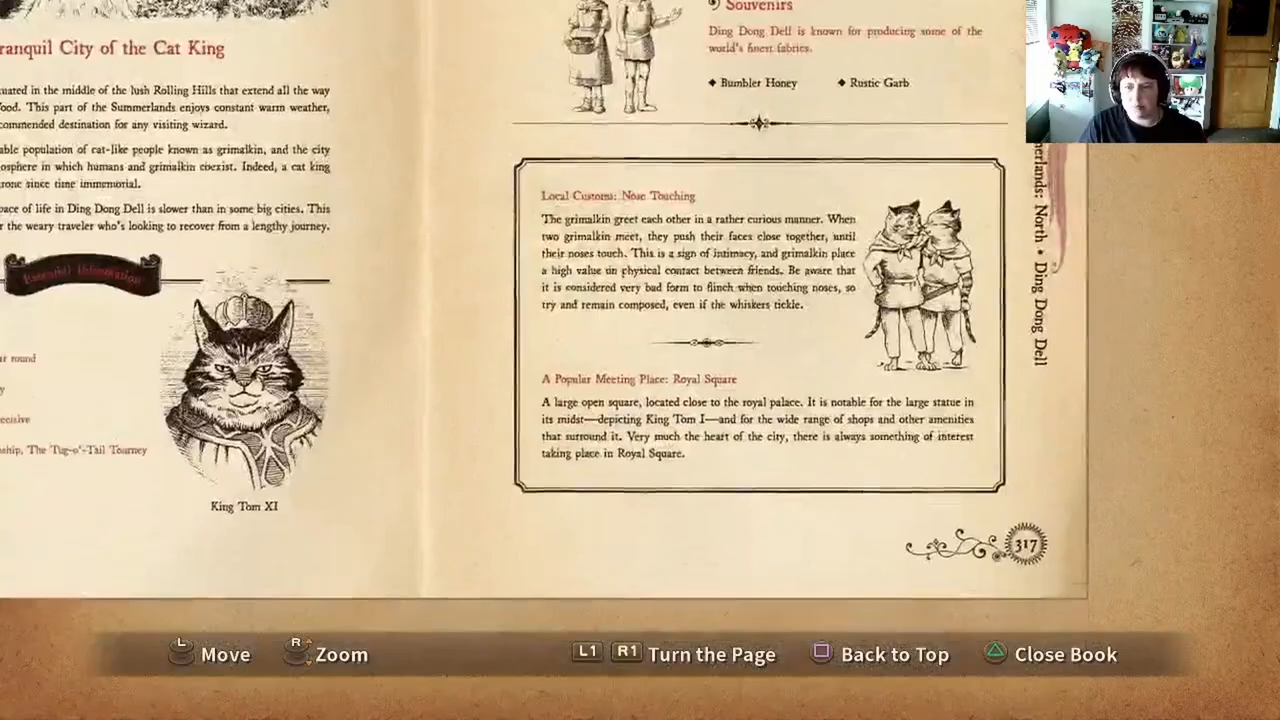 ranquil City of the Cat King
uated in the middle of the lush Rolling Hills that extend all the way
ood. This part of the Summerlands enjoys constant warm weather,
commended destination for any visiting wizard.
able population of cat-like people known as grimalkin, and the city
osphere in which humans and grimalkin coexist. Indeed, a cat king
rone since time immemorial.
pace of life in Ding Dong Dell is slower than in some big cities. This
r the weary traveler who's looking to recover from a lengthy journey.
Essential Information
ar round
y
ecisive
ship, The Tug-o'-Tail Tourney
King Tom XI
Souvenirs
Ding Dong Dell is known for producing some of the
world's finest fabrics.
◆ Bumbler Honey ◆ Rustic Garb
Local Customs: Nose Touching
The grimalkin greet each other in a rather curious manner. When
two grimalkin meet, they push their faces close together, until
their noses touch. This is a sign of intimacy, and grimalkin place
a high value on physical contact between friends. Be aware that
it is considered very bad form to flinch when touching noses, so
try and remain composed, even if the whiskers tickle.
A Popular Meeting Place: Royal Square
A large open square, located close to the royal palace. It is notable for the large statue in
its midst—depicting King Tom I—and for the wide range of shops and other amenities
that surround it. Very much the heart of the city, there is always something of interest
taking place in Royal Square.
317
merlands: North • Ding Dong Dell
L Move R Zoom L1 R1 Turn the Page Back to Top Close Book